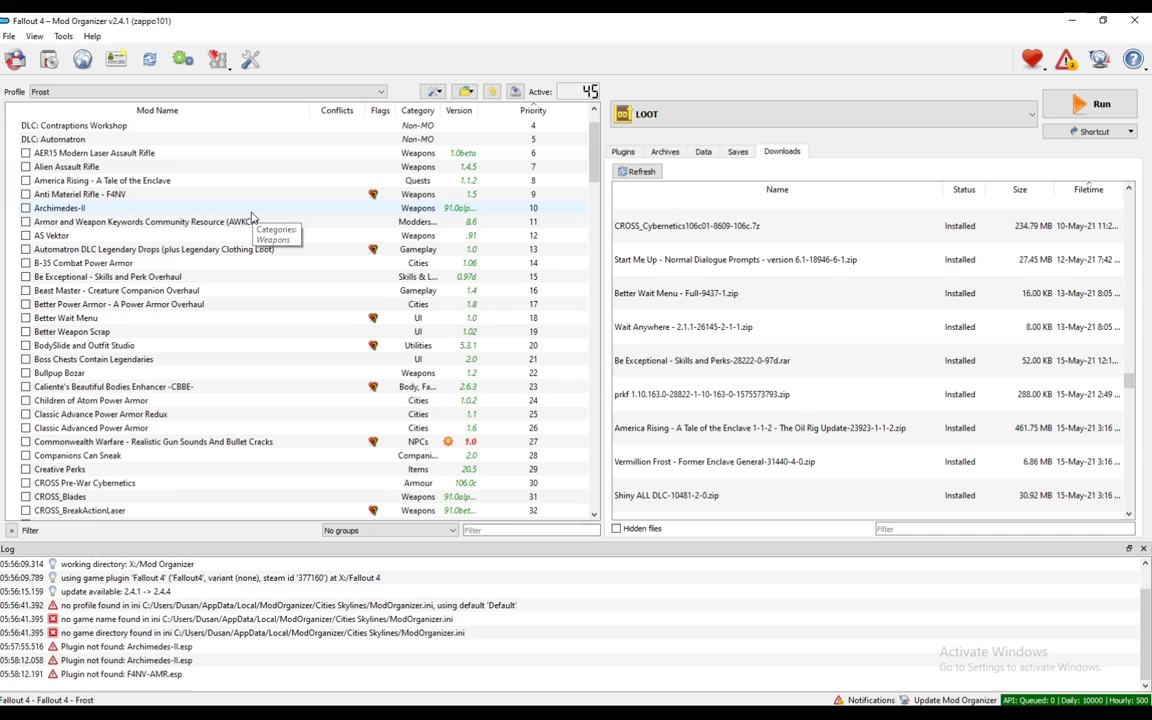 Fallout 4 – Mod Organizer v2.4.1 (zappo101)
File View Tools Help
Profile Frost Active: 45
Mod Name Conflicts Flags Category Version Priority
DLC: Contraptions Workshop Non-MO 4
DLC: Automatron Non-MO 5
AER15 Modern Laser Assault Rifle Weapons 1.0beta 6
Alien Assault Rifle Weapons 1.4.5 7
America Rising - A Tale of the Enclave Quests 1.1.2 8
Anti Materiel Rifle - F4NV Weapons 1.5 9
Archimedes-II Weapons 91.0alp... 10
Armor and Weapon Keywords Community Resource (AWKC Modders... 8.6 11
AS Vektor Weapons .91 12
Automatron DLC Legendary Drops (plus Legendary Clothing Loot) Gameplay 1.0 13
B-35 Combat Power Armor Cities 1.06 14
Be Exceptional - Skills and Perk Overhaul Skills & L... 0.97d 15
Beast Master - Creature Companion Overhaul Gameplay 1.4 16
Better Power Armor - A Power Armor Overhaul Cities 1.8 17
Better Wait Menu UI 1.0 18
Better Weapon Scrap UI 1.02 19
BodySlide and Outfit Studio Utilities 5.3.1 20
Boss Chests Contain Legendaries UI 2.0 21
Bullpup Bozar Weapons 1.2 22
Caliente's Beautiful Bodies Enhancer -CBBE- Body, Fa... 2.6.3 23
Children of Atom Power Armor Cities 1.0.2 24
Classic Advance Power Armor Redux Cities 1.1 25
Classic Advanced Power Armor Cities 1.6 26
Commonwealth Warfare - Realistic Gun Sounds And Bullet Cracks NPCs 1.0 27
Companions Can Sneak Compani... 2.0 28
Creative Perks Items 20.5 29
CROSS Pre-War Cybernetics Armour 106.0c 30
CROSS_Blades Weapons 91.0alp... 31
CROSS_BreakActionLaser Weapons 91.0bet... 32
Categories:
Weapons
» Filter No groups Filter
LOOT
Run
Shortcut
Plugins Archives Data Saves Downloads
Refresh
Name Status Size Filetime
CROSS_Cybernetics106c01-8609-106c.7z Installed 234.79 MB 10-May-21 11:2...
Start Me Up - Normal Dialogue Prompts - version 6.1-18946-6-1.zip Installed 27.45 MB 12-May-21 7:42 ...
Better Wait Menu - Full-9437-1.zip Installed 16.00 KB 13-May-21 8:05 ...
Wait Anywhere - 2.1.1-26145-2-1-1.zip Installed 8.00 KB 13-May-21 8:05 ...
Be Exceptional - Skills and Perks-28222-0-97d.rar Installed 52.00 KB 15-May-21 12:1...
prkf 1.10.163.0-28822-1-10-163-0-1575573793.zip Installed 288.00 KB 15-May-21 2:49 ...
America Rising - A Tale of the Enclave 1-1-2 - The Oil Rig Update-23923-1-1-2.zip Installed 461.75 MB 15-May-21 3:16 ...
Vermillion Frost - Former Enclave General-31440-4-0.zip Installed 6.86 MB 15-May-21 3:16 ...
Shiny ALL DLC-10481-2-0.zip Installed 30.92 MB 15-May-21 3:16 ...
Hidden files Filter
Log
05:56:09.314 working directory: X:/Mod Organizer
05:56:09.789 using game plugin 'Fallout 4' ('Fallout4', variant (none), steam id '377160') at X:/Fallout 4
05:56:15.159 update available: 2.4.1 -> 2.4.4
05:56:41.392 no profile found in ini C:/Users/Dusan/AppData/Local/ModOrganizer/Cities Skylines/ModOrganizer.ini, using default 'Default'
05:56:41.395 no game name found in ini C:/Users/Dusan/AppData/Local/ModOrganizer/Cities Skylines/ModOrganizer.ini
05:56:41.395 no game directory found in ini C:/Users/Dusan/AppData/Local/ModOrganizer/Cities Skylines/ModOrganizer.ini
05:57:55.516 Plugin not found: Archimedes-II.esp
05:58:12.058 Plugin not found: Archimedes-II.esp
05:58:12.191 Plugin not found: F4NV-AMR.esp
Activate Windows
Go to Settings to activate Windows.
Fallout 4 - Fallout 4 - Frost Notifications Update Mod Organizer API: Queued: 0 | Daily: 10000 | Hourly: 500